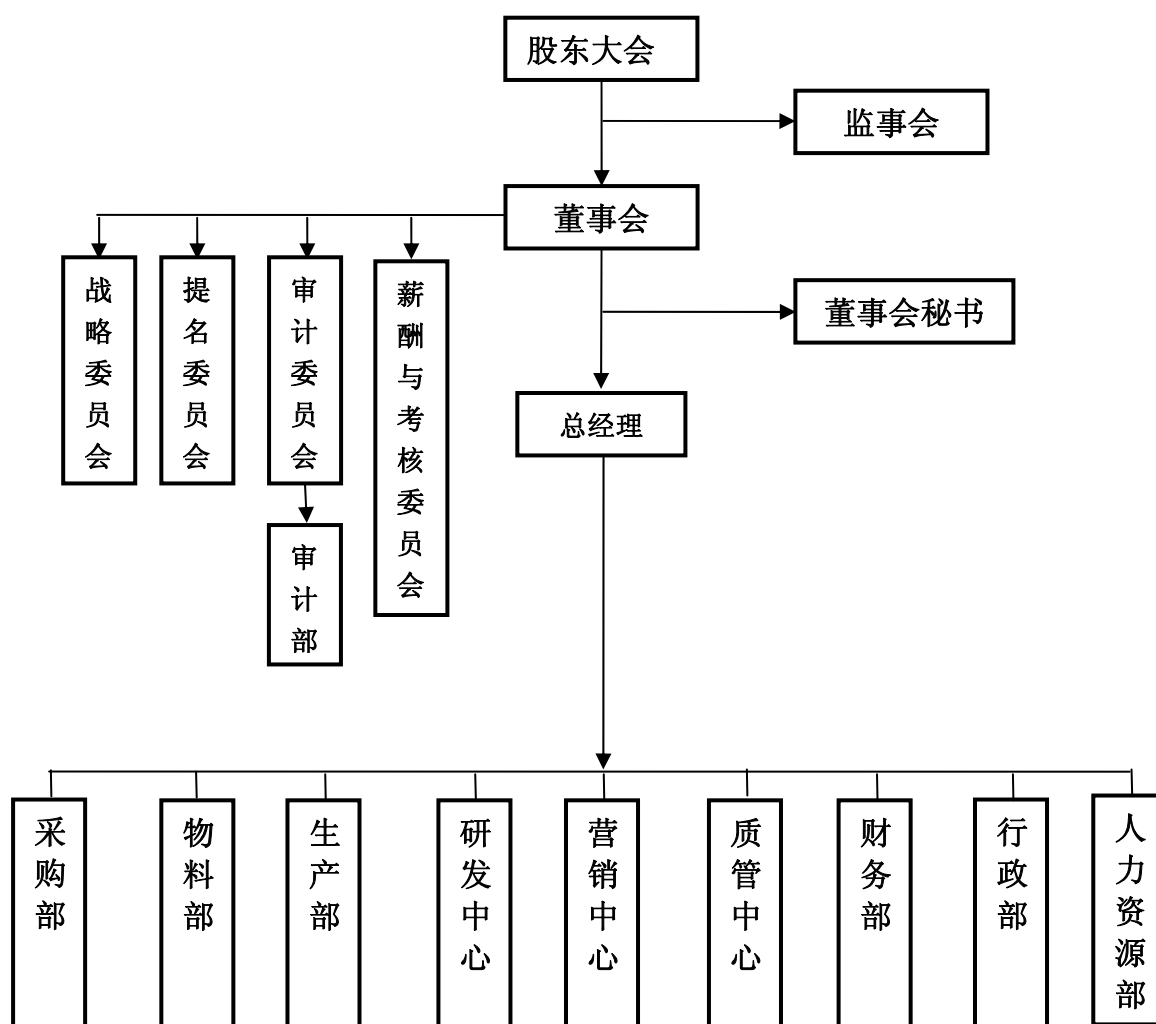 股东大会
监事会
董事会
战略委员会
提名委员会
审计委员会
薪酬与考核委员会
董事会秘书
总经理
审计部
采购部
物料部
生产部
研发中心
营销中心
质管中心
财务部
行政部
人力资源部